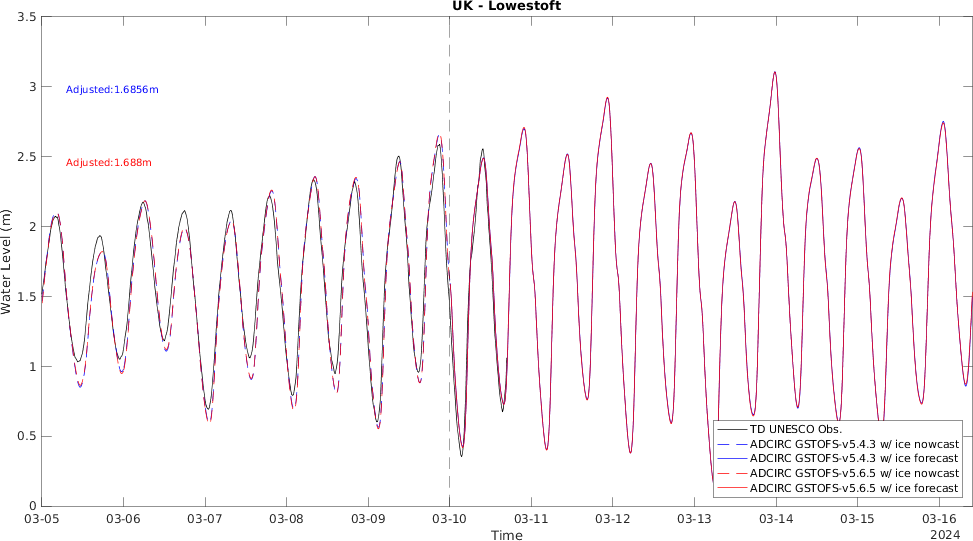 UK - Lowestoft
3.5
3
2.5
2
1.5
1
0.5
0
Water Level (m)
Adjusted:1.6856m
Adjusted:1.688m
TD UNESCO Obs.
ADCIRC GSTOFS-v5.4.3 w/ ice nowcast
ADCIRC GSTOFS-v5.4.3 w/ ice forecast
ADCIRC GSTOFS-v5.6.5 w/ ice nowcast
ADCIRC GSTOFS-v5.6.5 w/ ice forecast
03-05 03-06 03-07 03-08 03-09 03-10 03-11 03-12 03-13 03-14 03-15 03-16
2024
Time